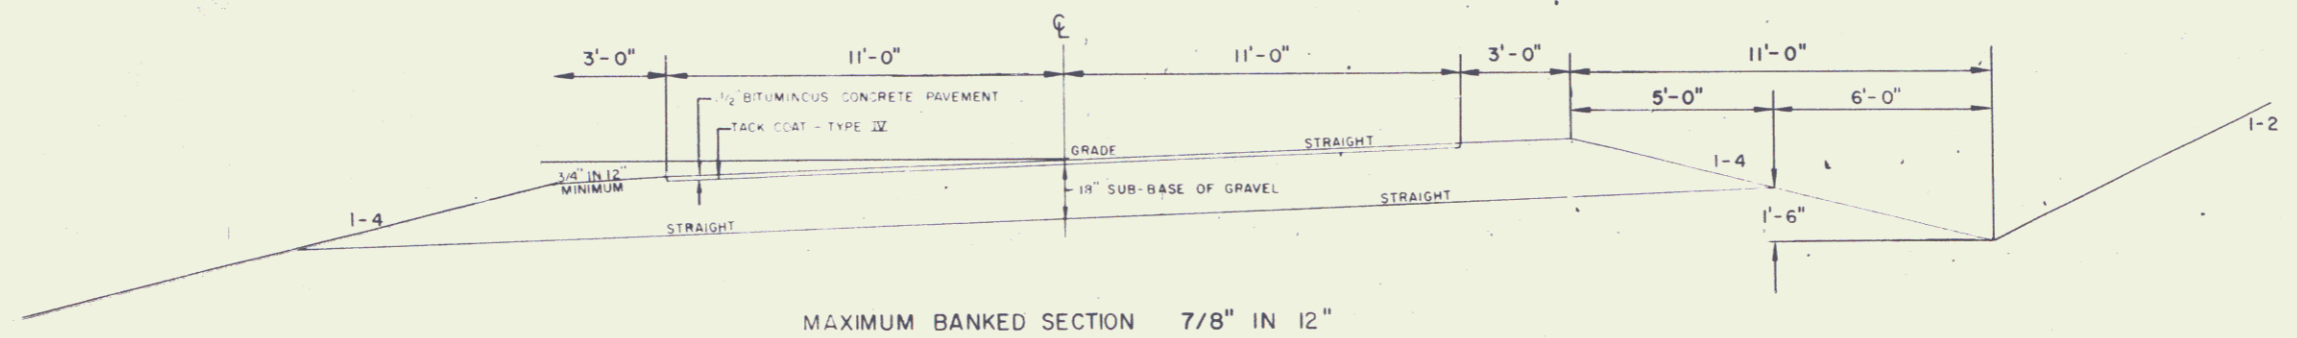 ℄
3'-0" 11'-0" 11'-0" 3'-0" 11'-0"
5'-0" 6'-0"
1/2" BITUMINOUS CONCRETE PAVEMENT
TACK COAT - TYPE IV
GRADE STRAIGHT
1-2
1-4
3/4" IN 12"
MINIMUM
18" SUB-BASE OF GRAVEL
STRAIGHT
1-4
1'-6"
STRAIGHT
MAXIMUM BANKED SECTION 7/8" IN 12"